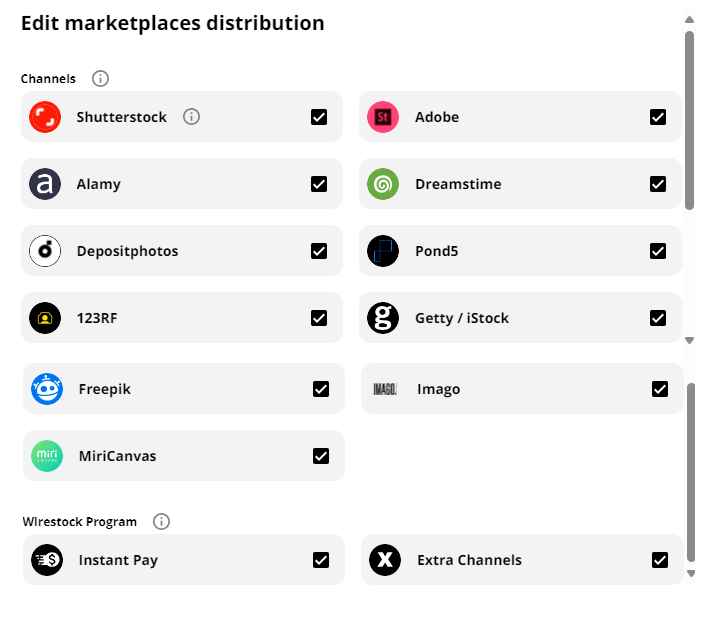 Edit marketplaces distribution
Channels
Shutterstock
St Adobe
a Alamy
Dreamstime
d Depositphotos
Pond5
123RF
g Getty / iStock
Freepik
IMAGO Imago
miri canvas MiriCanvas
Wirestock Program
$ Instant Pay
X Extra Channels